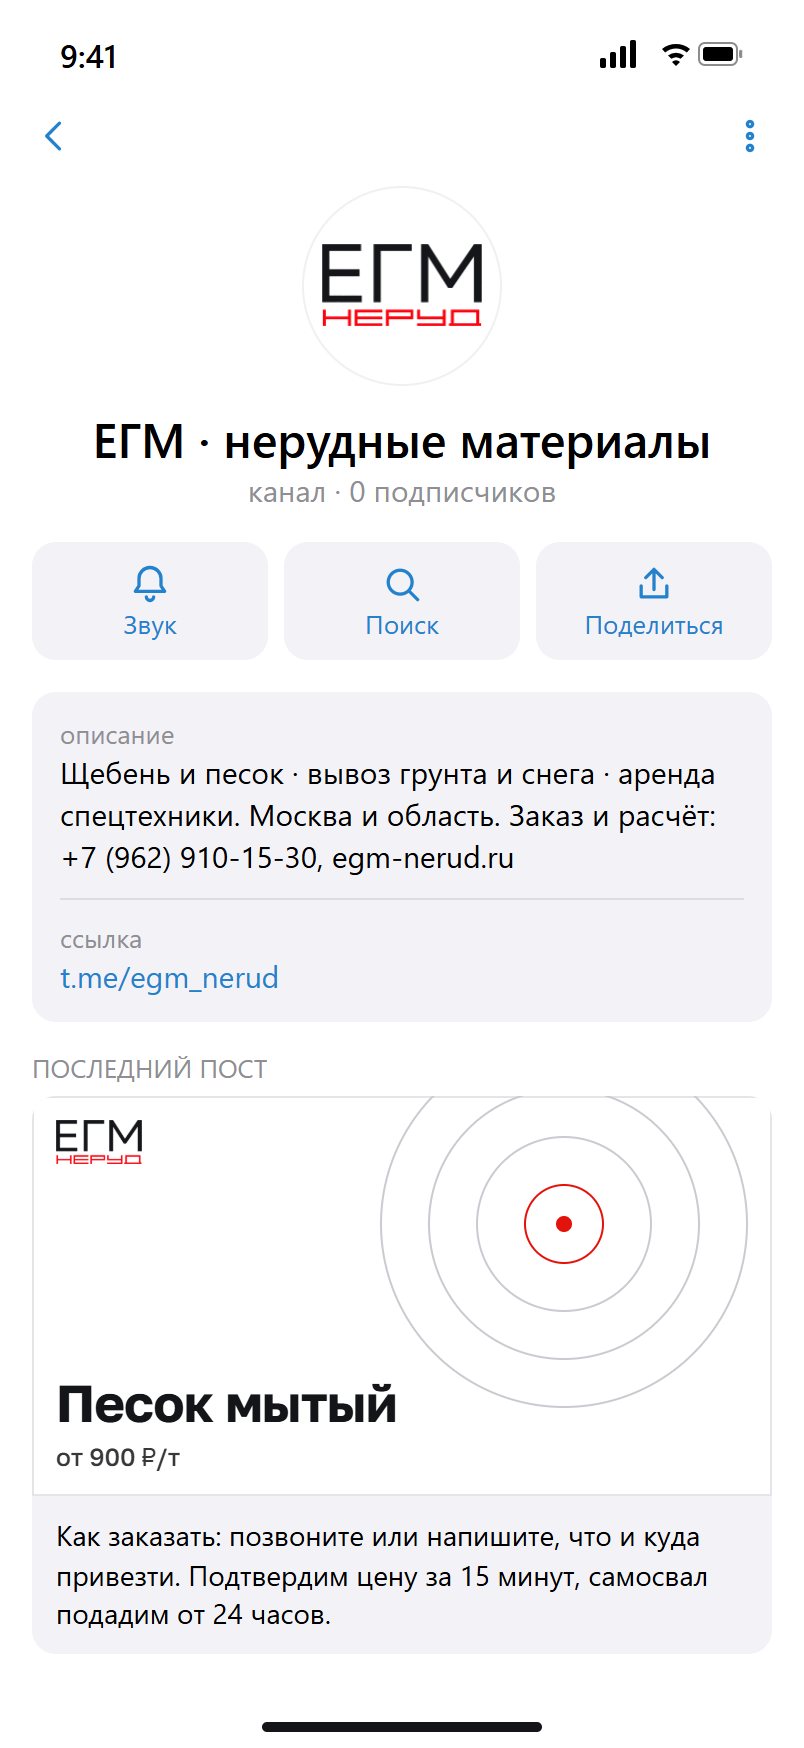 9:41
ЕГМ
НЕРУД
ЕГМ · нерудные материалы
канал · 0 подписчиков
Звук
Поиск
Поделиться
описание
Щебень и песок · вывоз грунта и снега · аренда
спецтехники. Москва и область. Заказ и расчёт:
+7 (962) 910-15-30, egm-nerud.ru
ссылка
t.me/egm_nerud
ПОСЛЕДНИЙ ПОСТ
ЕГМ
НЕРУД
Песок мытый
от 900 ₽/т
Как заказать: позвоните или напишите, что и куда
привезти. Подтвердим цену за 15 минут, самосвал
подадим от 24 часов.